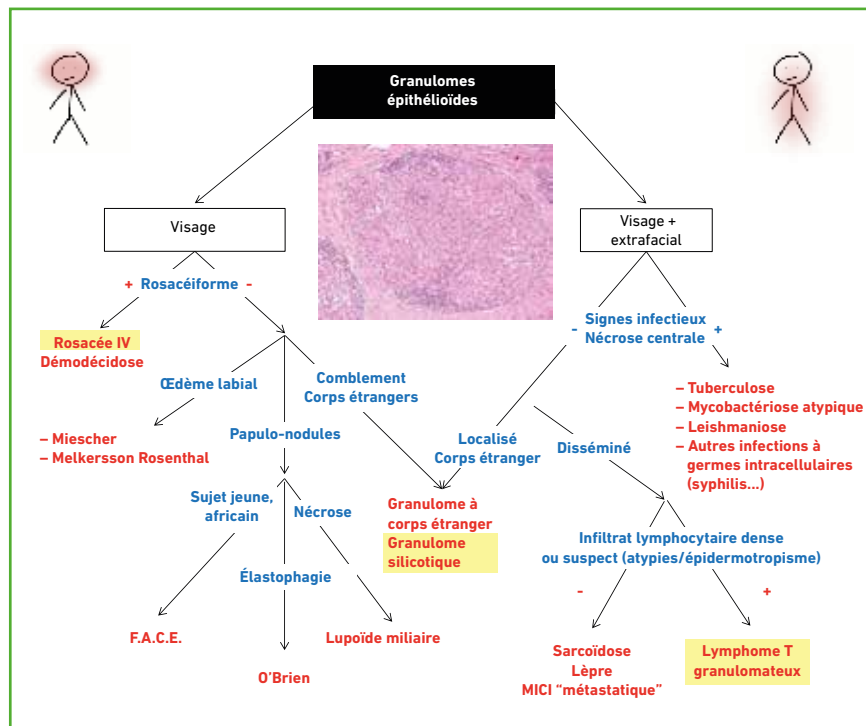 Granulomes
épithélioïdes
Visage
Visage +
extrafacial
+ Rosacéiforme -
Rosacée IV
Démodécidose
- Signes infectieux +
Nécrose centrale
Œdème labial
Comblement
Corps étrangers
– Miescher
– Melkersson Rosenthal
Papulo-nodules
– Tuberculose
– Mycobactériose atypique
– Leishmaniose
– Autres infections à
germes intracellulaires
(syphilis...)
Localisé
Corps étranger
Disséminé
Sujet jeune,
africain
Nécrose
Granulome à
corps étranger
Granulome
silicotique
Élastophagie
Infiltrat lymphocytaire dense
ou suspect (atypies/épidermotropisme)
- +
F.A.C.E.
Lupoïde miliaire
O'Brien
Sarcoïdose
Lèpre
MICI “métastatique”
Lymphome T
granulomateux